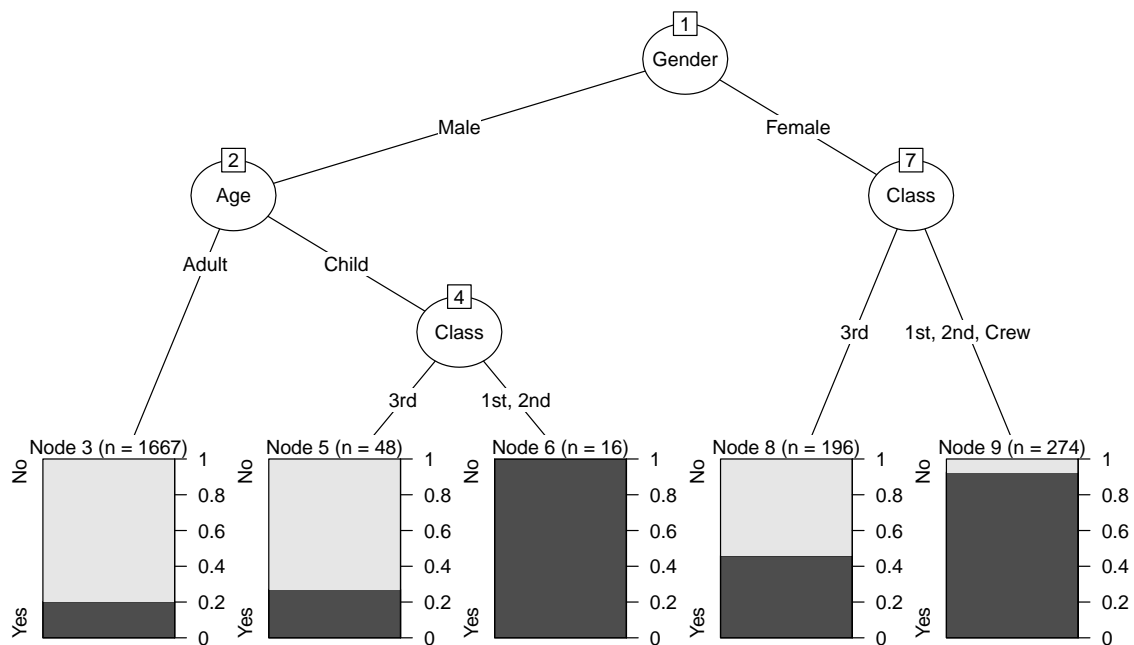 1
Gender
Male
Female
2
Age
7
Class
Adult
Child
4
Class
3rd
1st, 2nd, Crew
3rd
1st, 2nd
Node 3 (n = 1667)
No
Yes
1
0.8
0.6
0.4
0.2
0
Node 5 (n = 48)
No
Yes
1
0.8
0.6
0.4
0.2
0
Node 6 (n = 16)
No
Yes
1
0.8
0.6
0.4
0.2
0
Node 8 (n = 196)
No
Yes
1
0.8
0.6
0.4
0.2
0
Node 9 (n = 274)
No
Yes
1
0.8
0.6
0.4
0.2
0